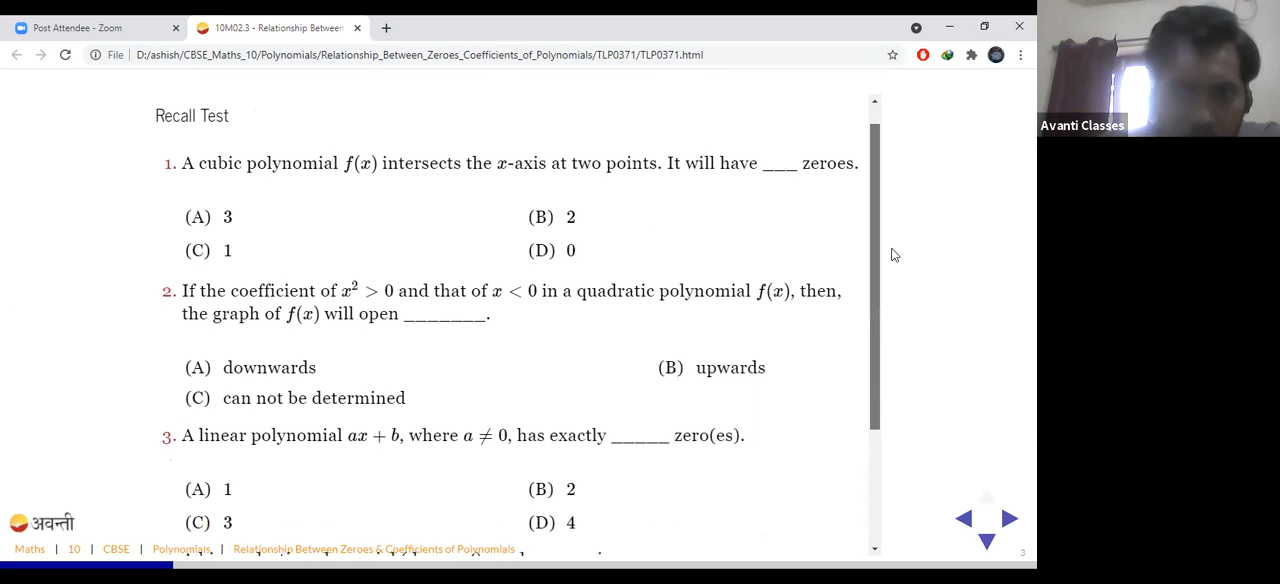 Post Attendee - Zoom
10M02.3 - Relationship Between
File
D:/ashish/CBSE_Maths_10/Polynomials/Relationship_Between_Zeroes_Coefficients_of_Polynomials/TLP0371/TLP0371.html
Avanti Classes
Recall Test
1. A cubic polynomial f(x) intersects the x-axis at two points. It will have ___ zeroes.
(A) 3 (B) 2
(C) 1 (D) 0
2. If the coefficient of x² > 0 and that of x < 0 in a quadratic polynomial f(x), then,
the graph of f(x) will open _______.
(A) downwards (B) upwards
(C) can not be determined
3. A linear polynomial ax + b, where a ≠ 0, has exactly _____ zero(es).
(A) 1 (B) 2
(C) 3 (D) 4
अवन्ती
Maths | 10 | CBSE | Polynomials | Relationship Between Zeroes & Coefficients of Polynomials
3